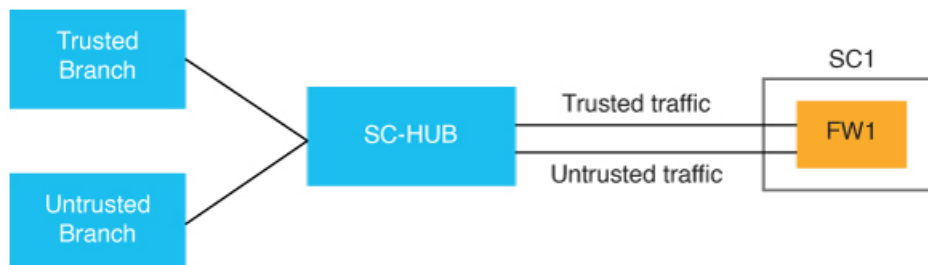 Trusted
Branch
Untrusted
Branch
SC-HUB
Trusted traffic
Untrusted traffic
SC1
FW1